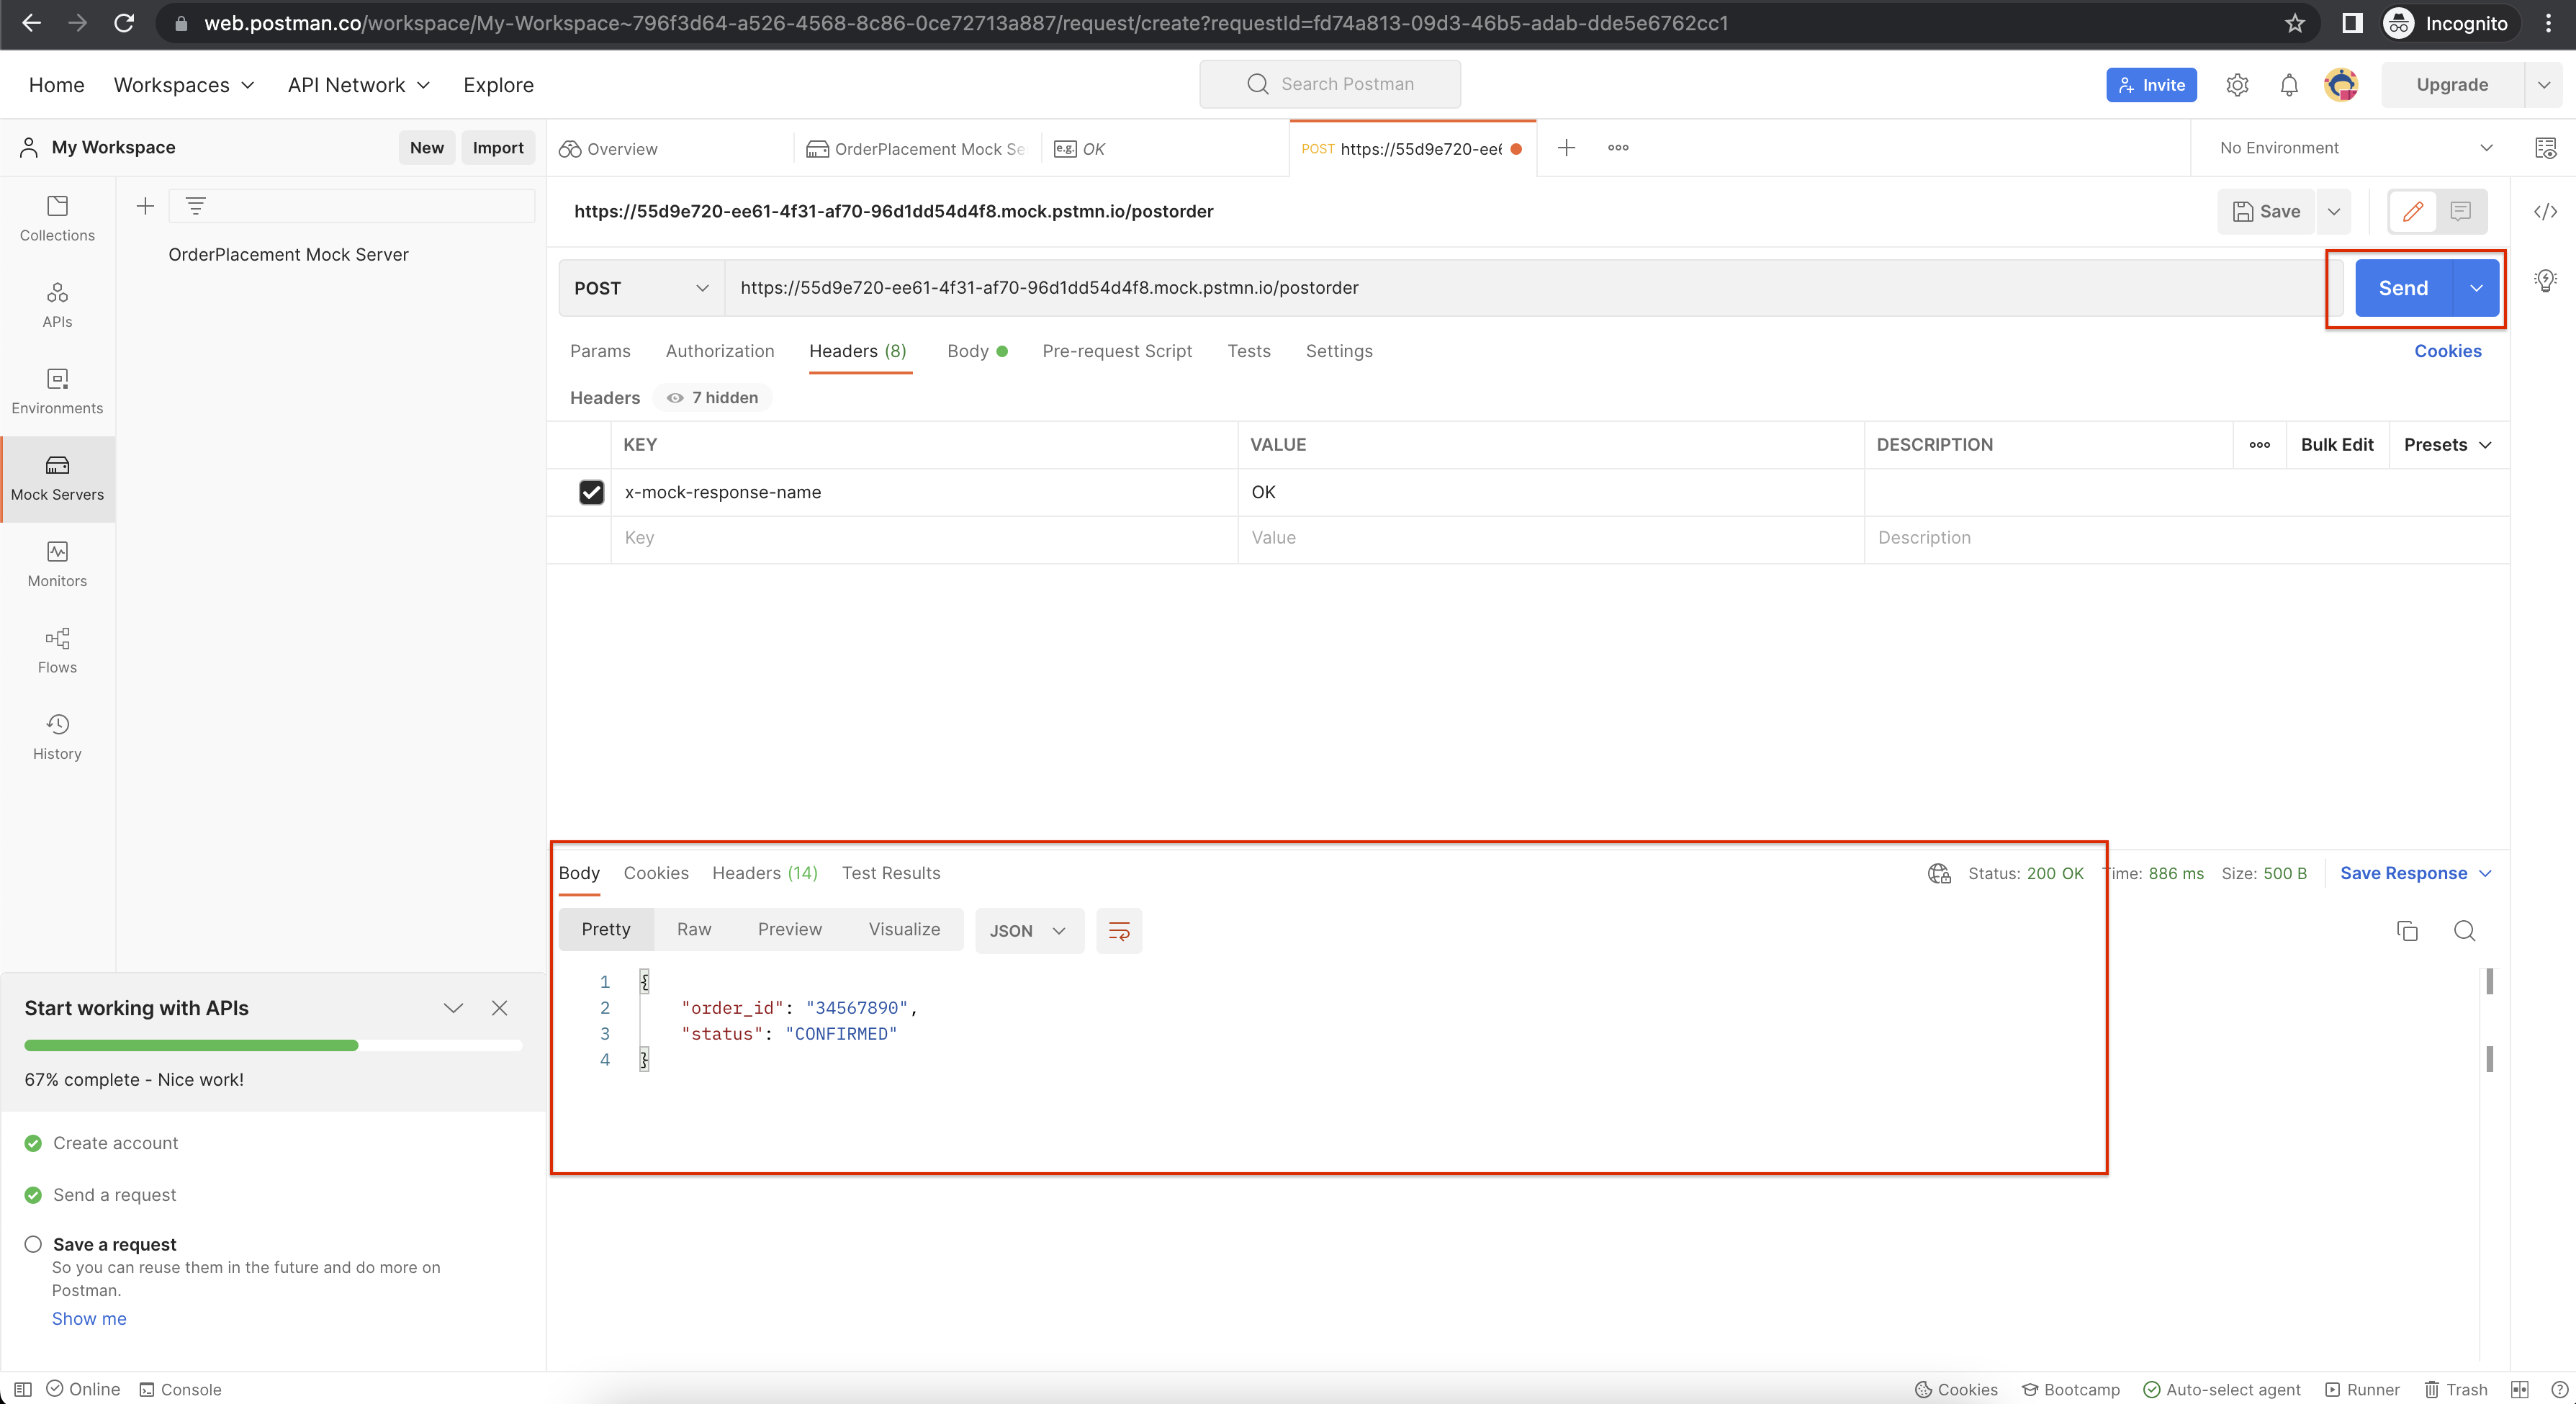 web.postman.co/workspace/My-Workspace~796f3d64-a526-4568-8c86-0ce72713a887/request/create?requestId=fd74a813-09d3-46b5-adab-dde5e6762cc1
Incognito
Home Workspaces API Network Explore
Search Postman
Invite
Upgrade
My Workspace
New Import
Overview
OrderPlacement Mock Se
e.g. OK
POST https://55d9e720-ee6
No Environment
Collections
APIs
Environments
Mock Servers
Monitors
Flows
History
OrderPlacement Mock Server
https://55d9e720-ee61-4f31-af70-96d1dd54d4f8.mock.pstmn.io/postorder
Save
POST https://55d9e720-ee61-4f31-af70-96d1dd54d4f8.mock.pstmn.io/postorder
Send
Params Authorization Headers (8) Body Pre-request Script Tests Settings
Cookies
Headers 7 hidden
KEY VALUE DESCRIPTION Bulk Edit Presets
x-mock-response-name OK
Key Value Description
Body Cookies Headers (14) Test Results
Status: 200 OK Time: 886 ms Size: 500 B Save Response
Pretty Raw Preview Visualize JSON
1 {
2 "order_id": "34567890",
3 "status": "CONFIRMED"
4 }
Start working with APIs
67% complete - Nice work!
Create account
Send a request
Save a request
So you can reuse them in the future and do more on
Postman.
Show me
Online Console
Cookies Bootcamp Auto-select agent Runner Trash